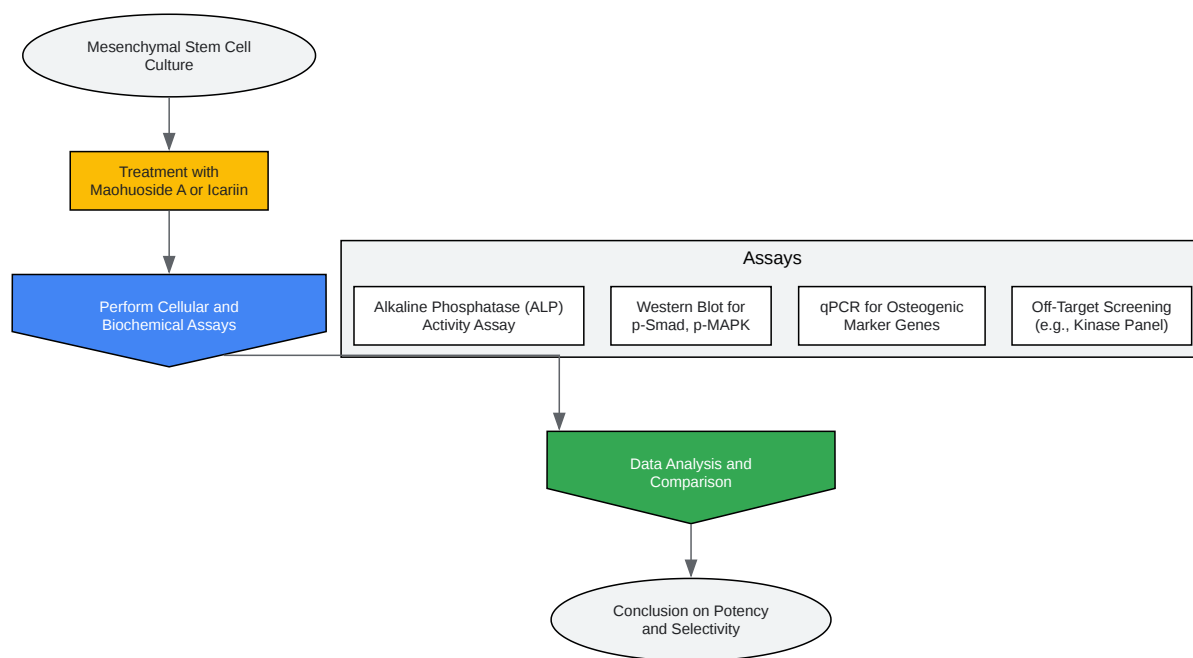 Mesenchymal Stem Cell
Culture
Treatment with
Maohuoside A or Icariin
Perform Cellular and
Biochemical Assays
Assays
Alkaline Phosphatase (ALP)
Activity Assay
Western Blot for
p-Smad, p-MAPK
qPCR for Osteogenic
Marker Genes
Off-Target Screening
(e.g., Kinase Panel)
Data Analysis and
Comparison
Conclusion on Potency
and Selectivity